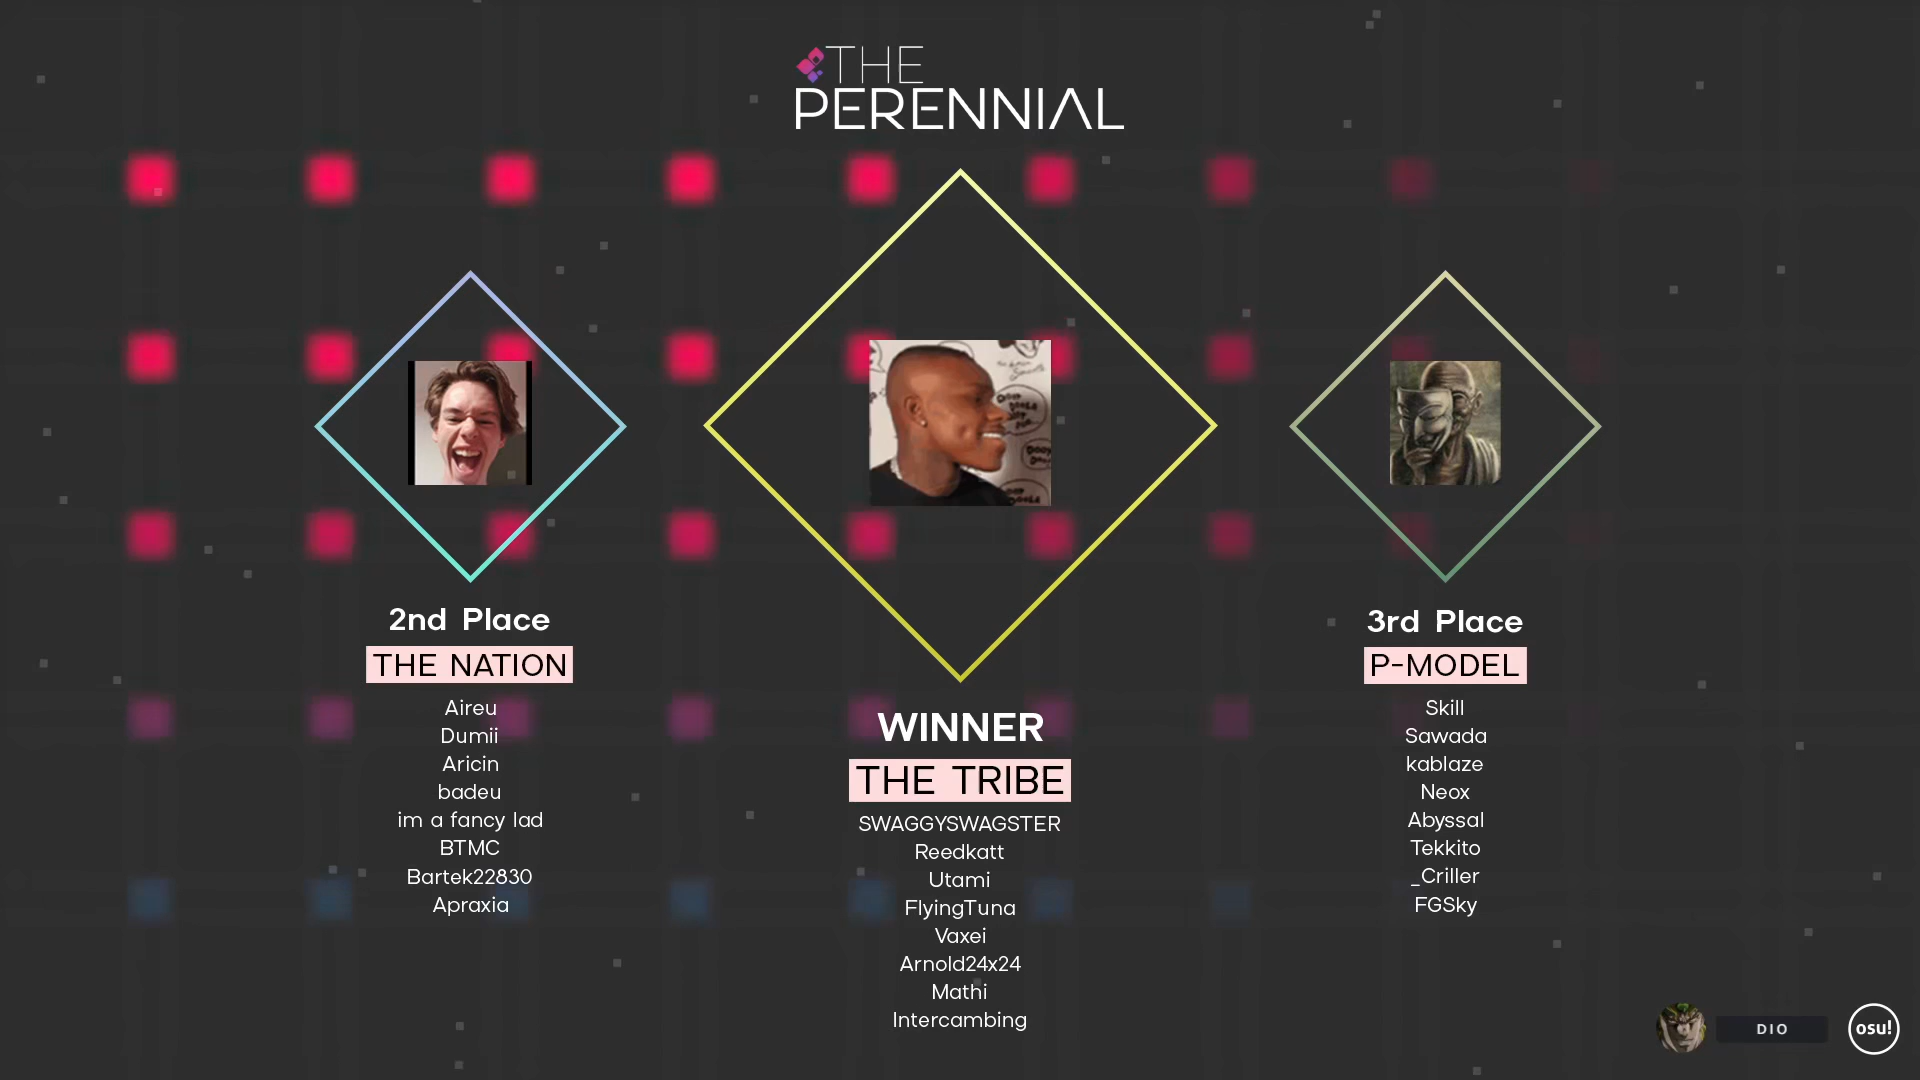 THE
PERENNIAL
2nd Place
THE NATION
Aireu
Dumii
Aricin
badeu
im a fancy lad
BTMC
Bartek22830
Apraxia
WINNER
THE TRIBE
SWAGGYSWAGSTER
Reedkatt
Utami
FlyingTuna
Vaxei
Arnold24x24
Mathi
Intercambing
3rd Place
P-MODEL
Skill
Sawada
kablaze
Neox
Abyssal
Tekkito
_Criller
FGSky
DIO
osu!